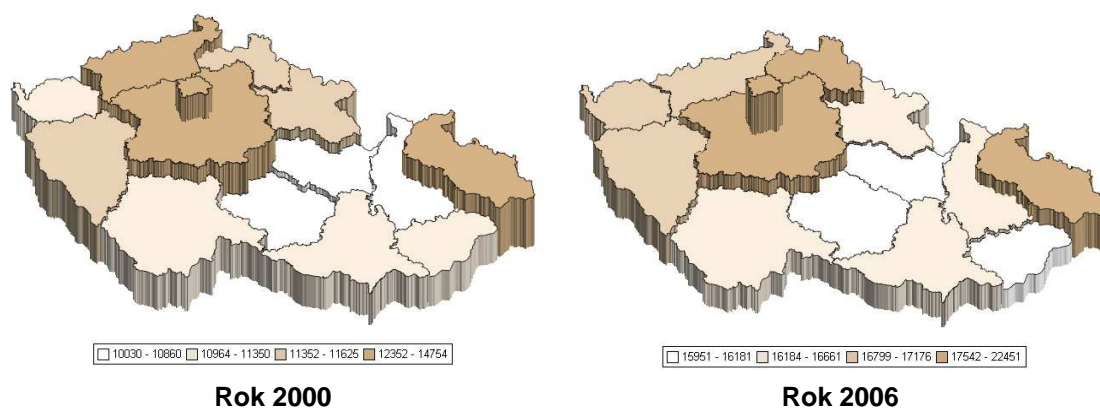 10030 - 10860 10964 - 11350 11352 - 11625 12352 - 14754
15951 - 16181 16184 - 16661 16799 - 17176 17542 - 22451
Rok 2000
Rok 2006